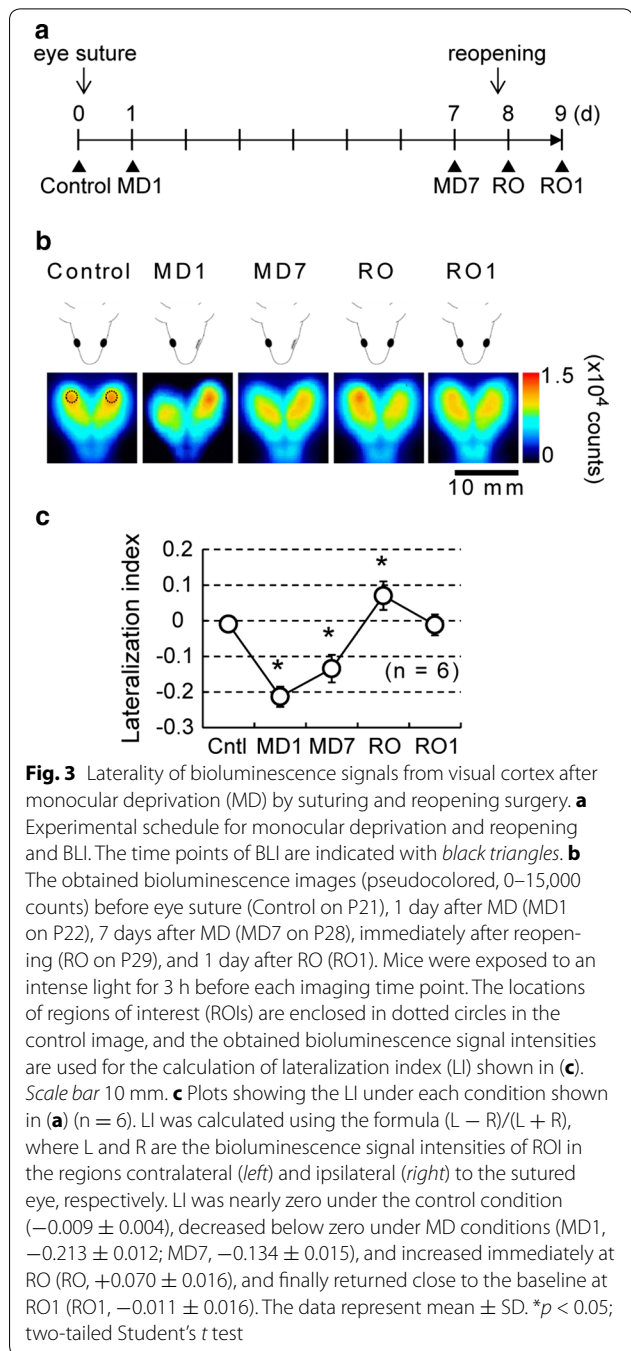 a
eye suture
reopening
0 1 7 8 9 (d)
Control MD1 MD7 RO RO1
b
Control MD1 MD7 RO RO1
1.5
0
(x10⁴ counts)
10 mm
c
Lateralization index
0.2
0.1
0
-0.1
-0.2
-0.3
*
*
*
(n = 6)
Cntl MD1 MD7 RO RO1
Fig. 3 Laterality of bioluminescence signals from visual cortex after
monocular deprivation (MD) by suturing and reopening surgery. a
Experimental schedule for monocular deprivation and reopening
and BLI. The time points of BLI are indicated with black triangles. b
The obtained bioluminescence images (pseudocolored, 0–15,000
counts) before eye suture (Control on P21), 1 day after MD (MD1
on P22), 7 days after MD (MD7 on P28), immediately after reopen-
ing (RO on P29), and 1 day after RO (RO1). Mice were exposed to an
intense light for 3 h before each imaging time point. The locations
of regions of interest (ROIs) are enclosed in dotted circles in the
control image, and the obtained bioluminescence signal intensities
are used for the calculation of lateralization index (LI) shown in (c).
Scale bar 10 mm. c Plots showing the LI under each condition shown
in (a) (n = 6). LI was calculated using the formula (L − R)/(L + R),
where L and R are the bioluminescence signal intensities of ROI in
the regions contralateral (left) and ipsilateral (right) to the sutured
eye, respectively. LI was nearly zero under the control condition
(−0.009 ± 0.004), decreased below zero under MD conditions (MD1,
−0.213 ± 0.012; MD7, −0.134 ± 0.015), and increased immediately at
RO (RO, +0.070 ± 0.016), and finally returned close to the baseline at
RO1 (RO1, −0.011 ± 0.016). The data represent mean ± SD. *p < 0.05;
two-tailed Student's t test